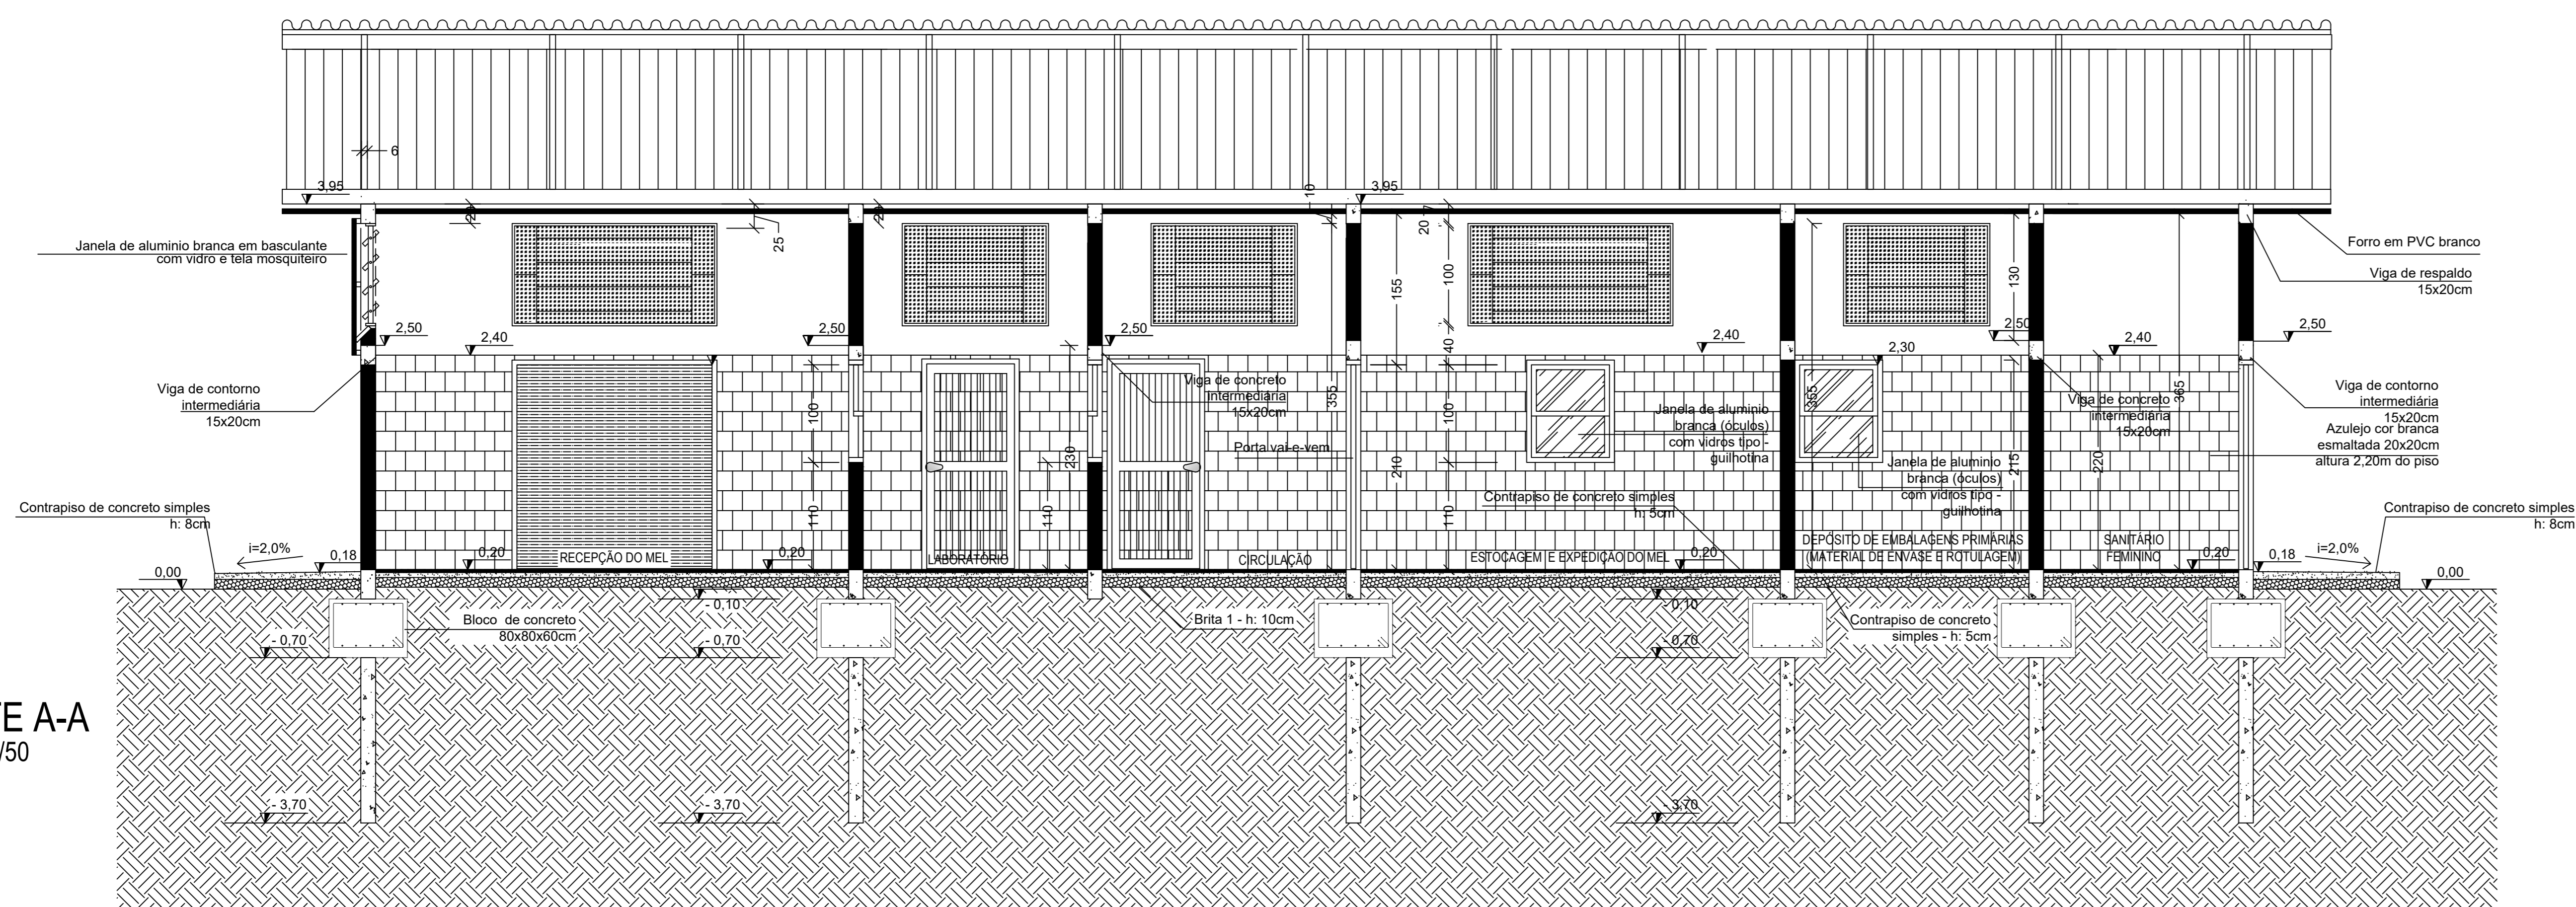 6
3,95
10
3,95
20
25
20
20
7
Janela de aluminio branca em basculante
com vidro e tela mosquiteiro
Forro em PVC branco
Viga de respaldo
15x20cm
155
100
130
2,50
2,40
2,50
2,50
40
2,40
2,30
2,50
2,40
2,50
Viga de contorno
intermediária
15x20cm
Viga de concreto
intermediária
15x20cm
355
100
Porta vai-e-vem
210
100
Janela de aluminio
branca (óculos)
com vidros tipo -
guilhotina
355
Viga de concreto
intermediária
15x20cm
365
Viga de contorno
intermediária
15x20cm
Azulejo cor branca
esmaltada 20x20cm
altura 2,20m do piso
230
110
110
110
Janela de aluminio
branca (óculos)
com vidros tipo -
guilhotina
215
220
Contrapiso de concreto simples
h: 8cm
Contrapiso de concreto simples
h: 5cm
Contrapiso de concreto simples
h: 8cm
i=2,0%
0,18
0,20
RECEPÇÃO DO MEL
0,20
LABORATÓRIO
CIRCULAÇÃO
ESTOCAGEM E EXPEDIÇÃO DO MEL
0,20
DEPÓSITO DE EMBALAGENS PRIMÁRIAS
(MATERIAL DE ENVASE E ROTULAGEM)
SANITÁRIO
FEMININO
0,20
0,18
i=2,0%
0,00
0,00
- 0,10
- 0,10
Bloco de concreto
80x80x60cm
Brita 1 - h: 10cm
Contrapiso de concreto
simples - h: 5cm
- 0,70
- 0,70
- 0,70
TE A-A
/50
- 3,70
- 3,70
- 3,70